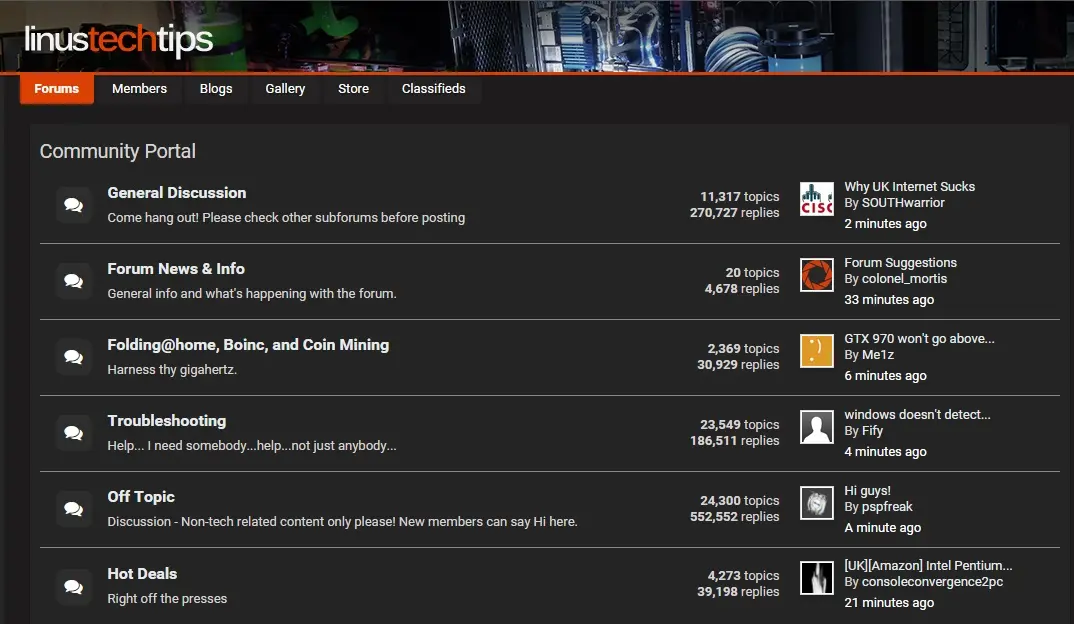 linustechtips
Forums Members Blogs Gallery Store Classifieds
Community Portal
General Discussion
Come hang out! Please check other subforums before posting
11,317 topics
270,727 replies
CISC
Why UK Internet Sucks
By SOUTHwarrior
2 minutes ago
Forum News & Info
General info and what's happening with the forum.
20 topics
4,678 replies
Forum Suggestions
By colonel_mortis
33 minutes ago
Folding@home, Boinc, and Coin Mining
Harness thy gigahertz.
2,369 topics
30,929 replies
:)
GTX 970 won't go above...
By Me1z
6 minutes ago
Troubleshooting
Help... I need somebody...help...not just anybody...
23,549 topics
186,511 replies
windows doesn't detect...
By Fify
4 minutes ago
Off Topic
Discussion - Non-tech related content only please! New members can say Hi here.
24,300 topics
552,552 replies
Hi guys!
By pspfreak
A minute ago
Hot Deals
Right off the presses
4,273 topics
39,198 replies
[UK][Amazon] Intel Pentium...
By consoleconvergence2pc
21 minutes ago